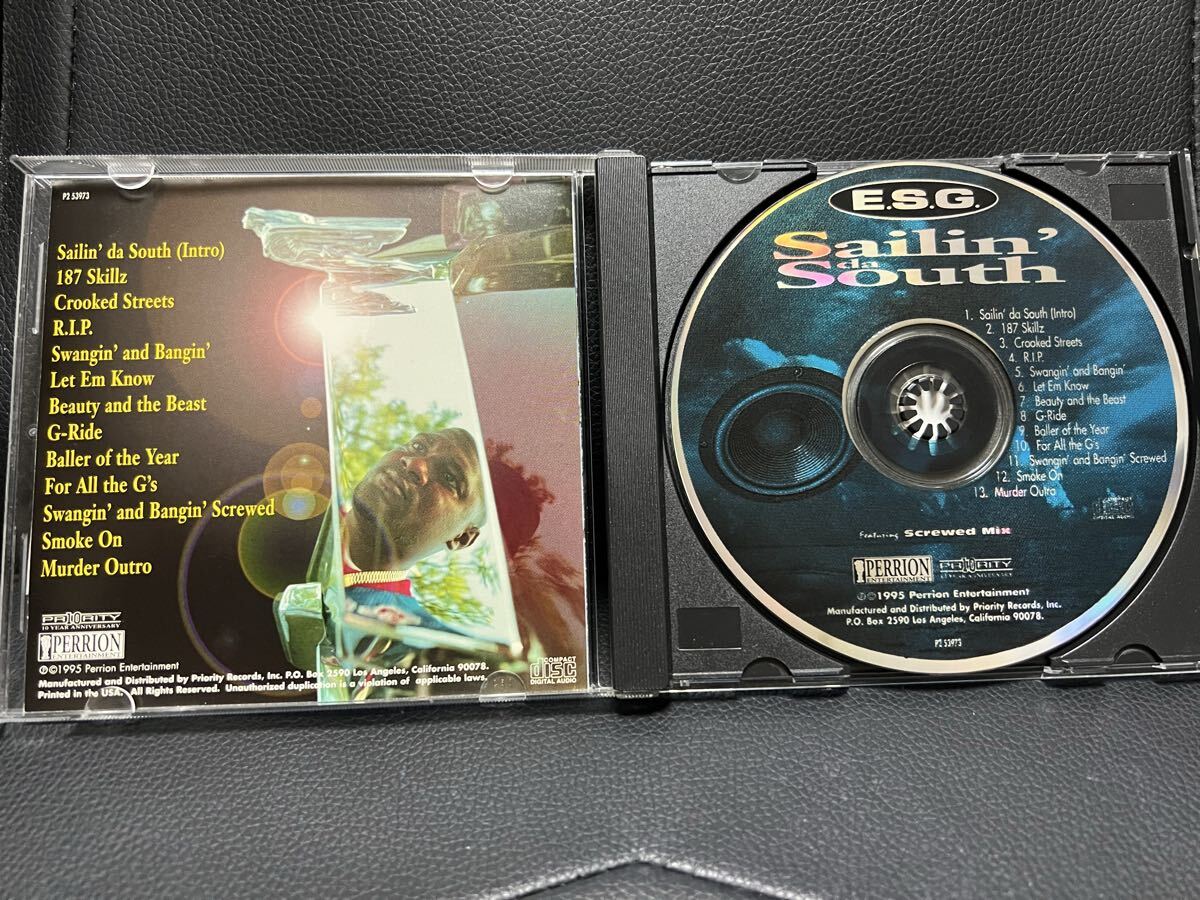 P2 53973
Sailin' da South (Intro)
187 Skillz
Crooked Streets
R.I.P.
Swangin' and Bangin'
Let Em Know
Beauty and the Beast
G-Ride
Baller of the Year
For All the G's
Swangin' and Bangin' Screwed
Smoke On
Murder Outro
PRIORITY
10 YEAR ANNIVERSARY
PERRION
ENTERTAINMENT
℗©1995 Perrion Entertainment
Manufactured and Distributed by Priority Records, Inc. P.O. Box 2590 Los Angeles, California 90078.
Printed in the USA. All Rights Reserved. Unauthorized duplication is a violation of applicable laws.
COMPACT
disc
DIGITAL AUDIO
E.S.G.
Sailin'
da
South
1. Sailin' da South (Intro)
2. 187 Skillz
3. Crooked Streets
4. R.I.P.
5. Swangin' and Bangin'
6. Let Em Know
7. Beauty and the Beast
8. G-Ride
9. Baller of the Year
10. For All the G's
11. Swangin' and Bangin' Screwed
12. Smoke On
13. Murder Outro
COMPACT
disc
DIGITAL AUDIO
Featuring Screwed Mix
PERRION
ENTERTAINMENT
PRIORITY
10 YEAR ANNIVERSARY
℗©1995 Perrion Entertainment
Manufactured and Distributed by Priority Records, Inc.
P.O. Box 2590 Los Angeles, California 90078.
P2 53973